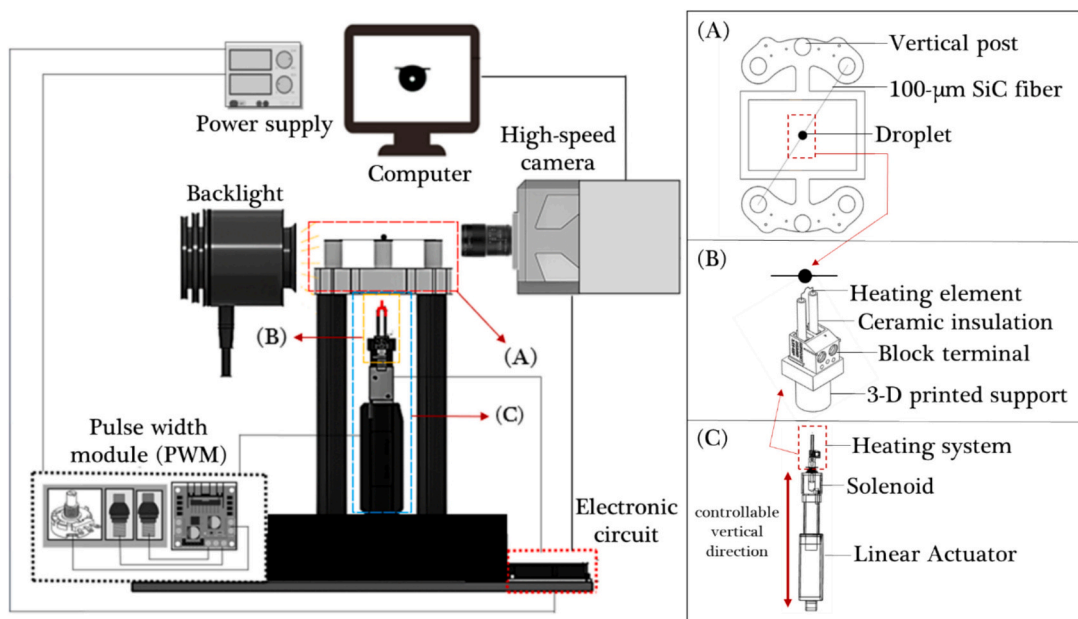 Power supply
Computer
High-speed
camera
Backlight
(B)
(A)
(C)
Pulse width
module (PWM)
Electronic
circuit
(A)
Vertical post
100-μm SiC fiber
Droplet
(B)
Heating element
Ceramic insulation
Block terminal
3-D printed support
(C)
Heating system
Solenoid
controllable
vertical
direction
Linear Actuator